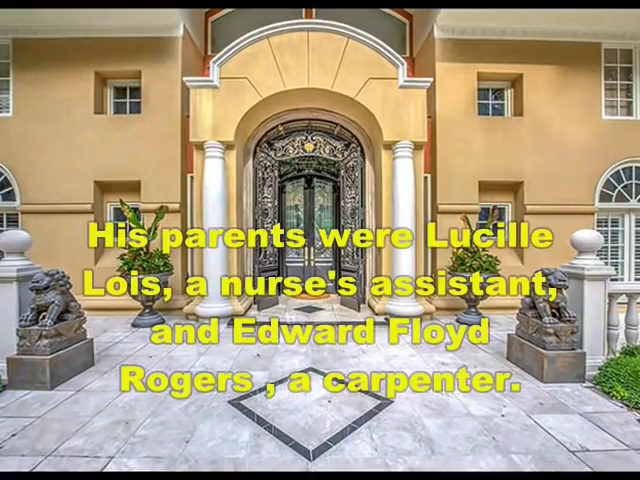 His parents were Lucille
Lois, a nurse's assistant,
and Edward Floyd
Rogers , a carpenter.